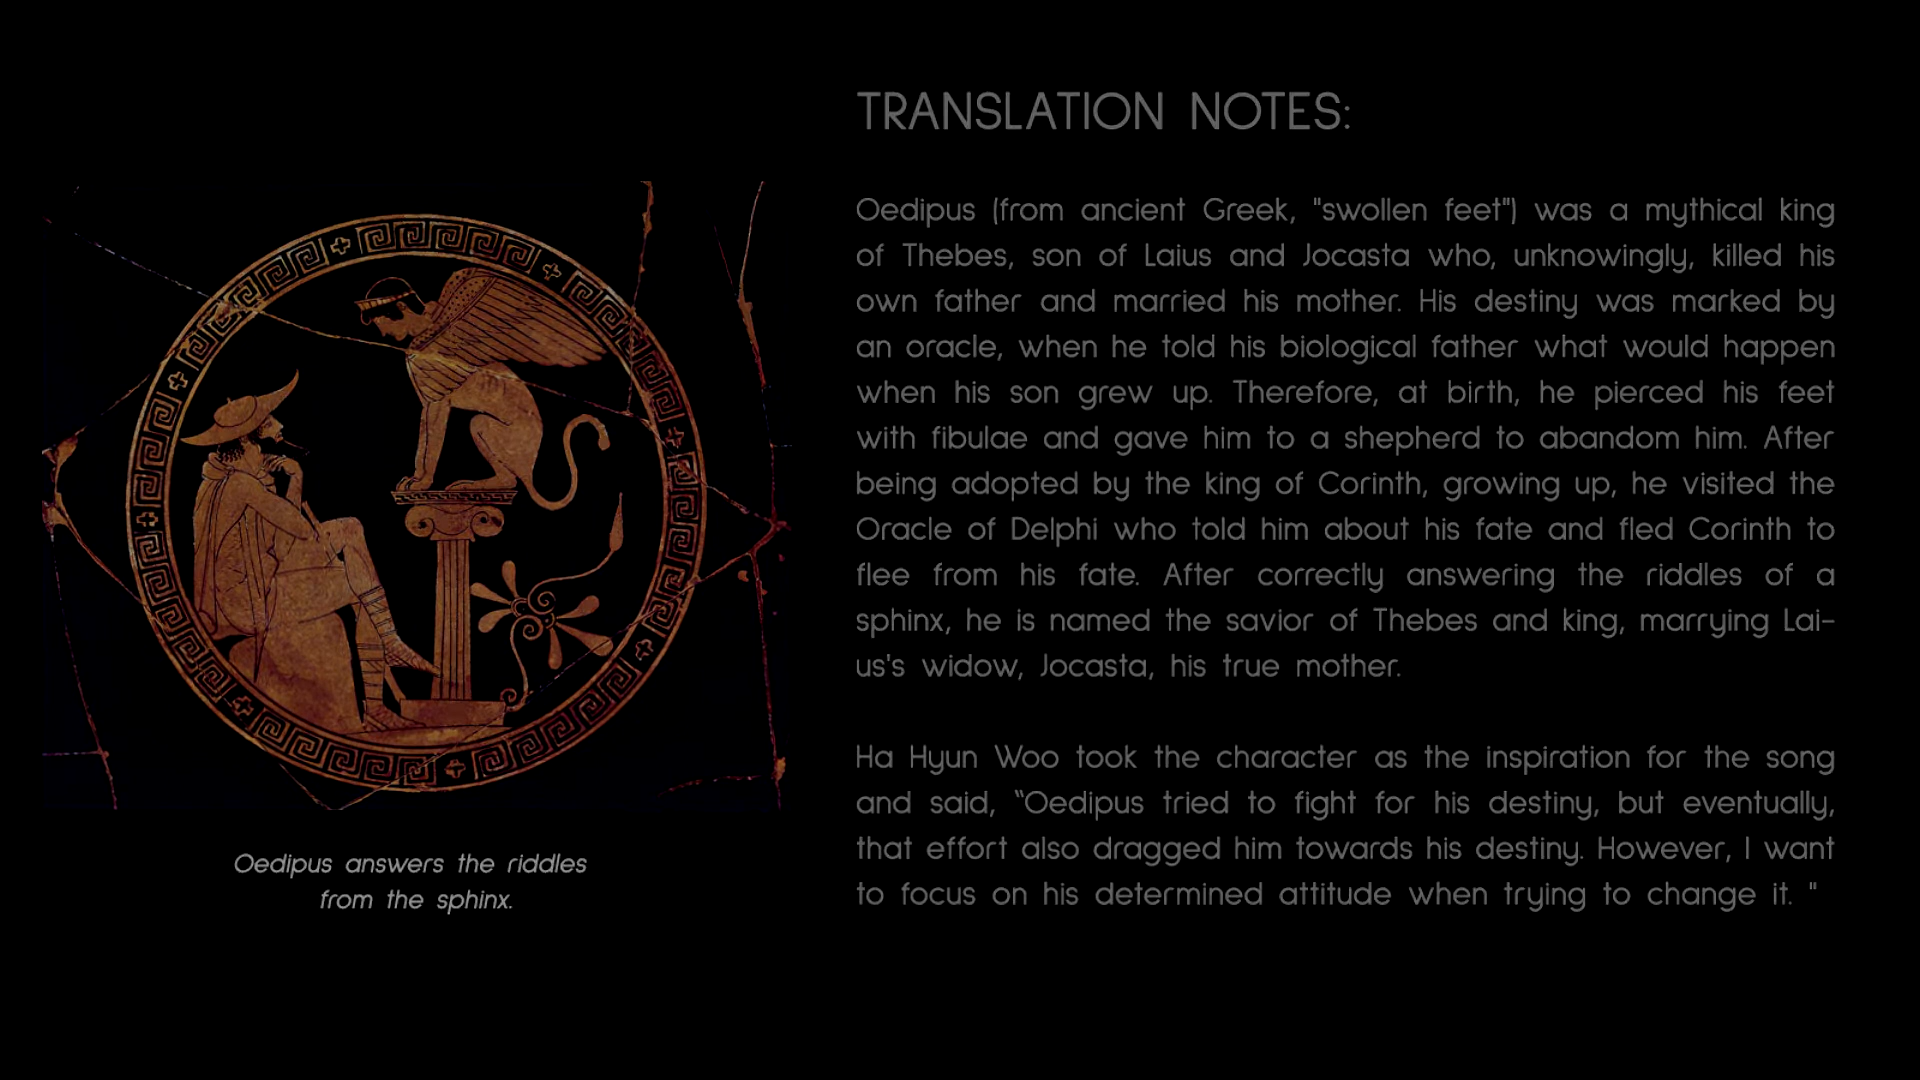 TRANSLATION NOTES:
Oedipus (from ancient Greek, "swollen feet") was a mythical king
of Thebes, son of Laius and Jocasta who, unknowingly, killed his
own father and married his mother. His destiny was marked by
an oracle, when he told his biological father what would happen
when his son grew up. Therefore, at birth, he pierced his feet
with fibulae and gave him to a shepherd to abandom him. After
being adopted by the king of Corinth, growing up, he visited the
Oracle of Delphi who told him about his fate and fled Corinth to
flee from his fate. After correctly answering the riddles of a
sphinx, he is named the savior of Thebes and king, marrying Lai-
us's widow, Jocasta, his true mother.
Ha Hyun Woo took the character as the inspiration for the song
and said, “Oedipus tried to fight for his destiny, but eventually,
that effort also dragged him towards his destiny. However, I want
to focus on his determined attitude when trying to change it. "
Oedipus answers the riddles
from the sphinx.